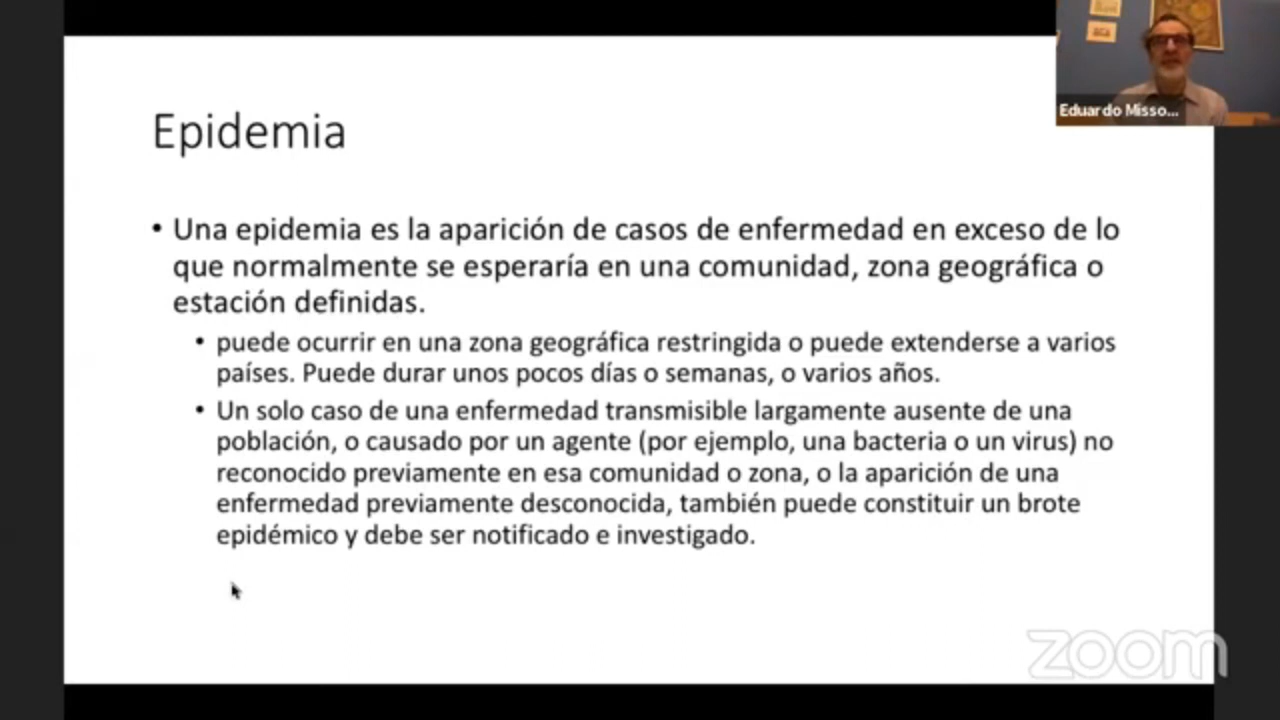 Eduardo Misso...
Epidemia
• Una epidemia es la aparición de casos de enfermedad en exceso de lo
que normalmente se esperaría en una comunidad, zona geográfica o
estación definidas.
• puede ocurrir en una zona geográfica restringida o puede extenderse a varios
países. Puede durar unos pocos días o semanas, o varios años.
• Un solo caso de una enfermedad transmisible largamente ausente de una
población, o causado por un agente (por ejemplo, una bacteria o un virus) no
reconocido previamente en esa comunidad o zona, o la aparición de una
enfermedad previamente desconocida, también puede constituir un brote
epidémico y debe ser notificado e investigado.
zoom